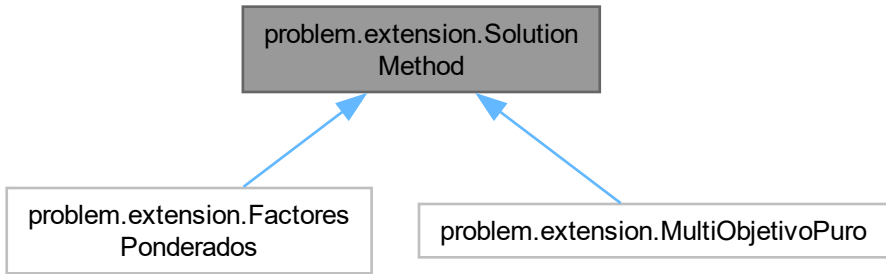 problem.extension.Solution
Method
problem.extension.Factores
Ponderados
problem.extension.MultiObjetivoPuro